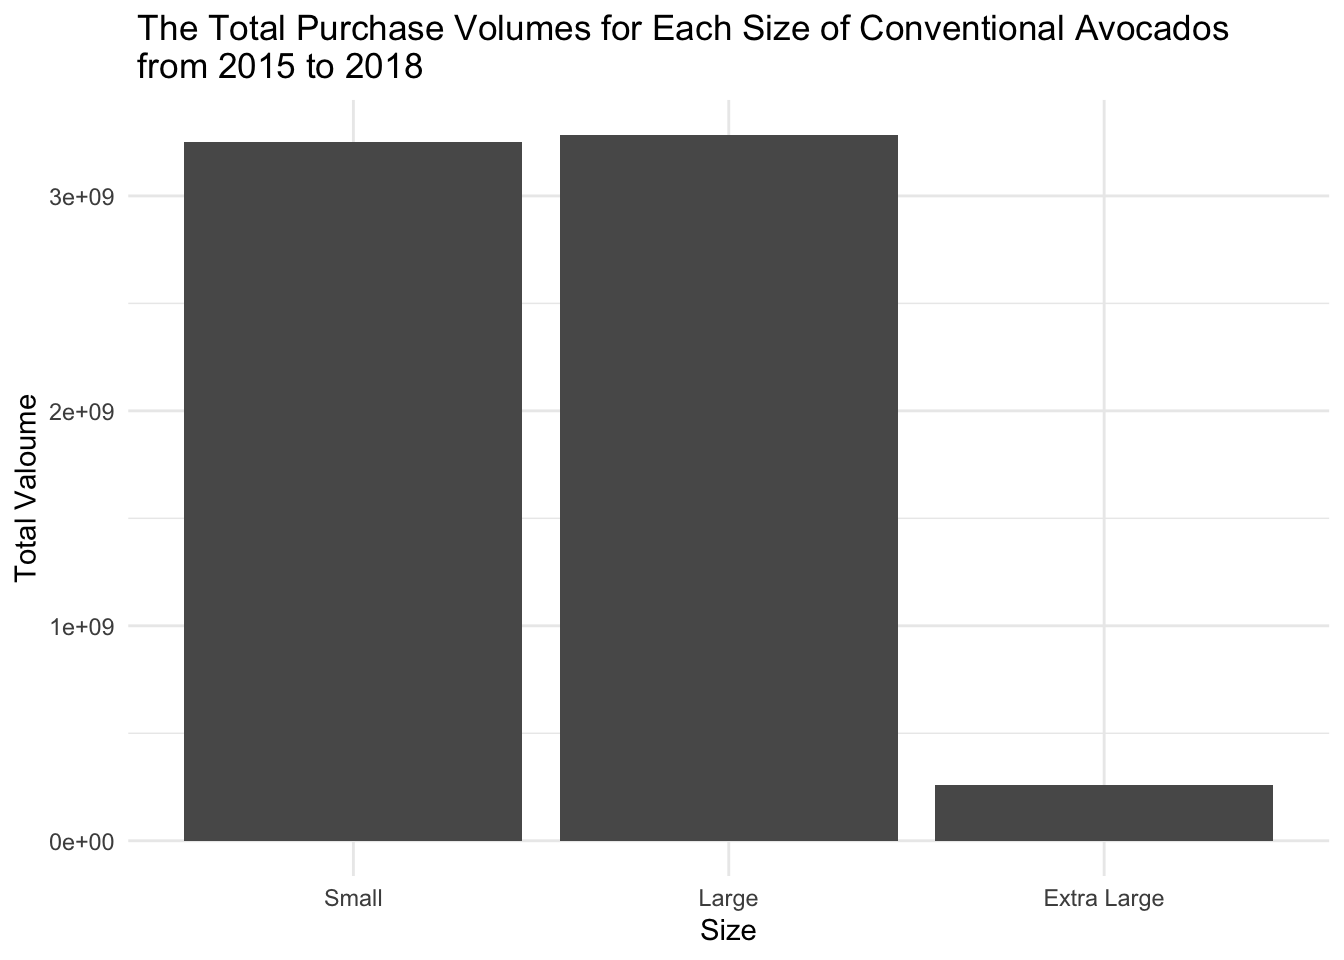 The Total Purchase Volumes for Each Size of Conventional Avocados
from 2015 to 2018
Total Valoume
3e+09
2e+09
1e+09
0e+00
Small
Large
Extra Large
Size